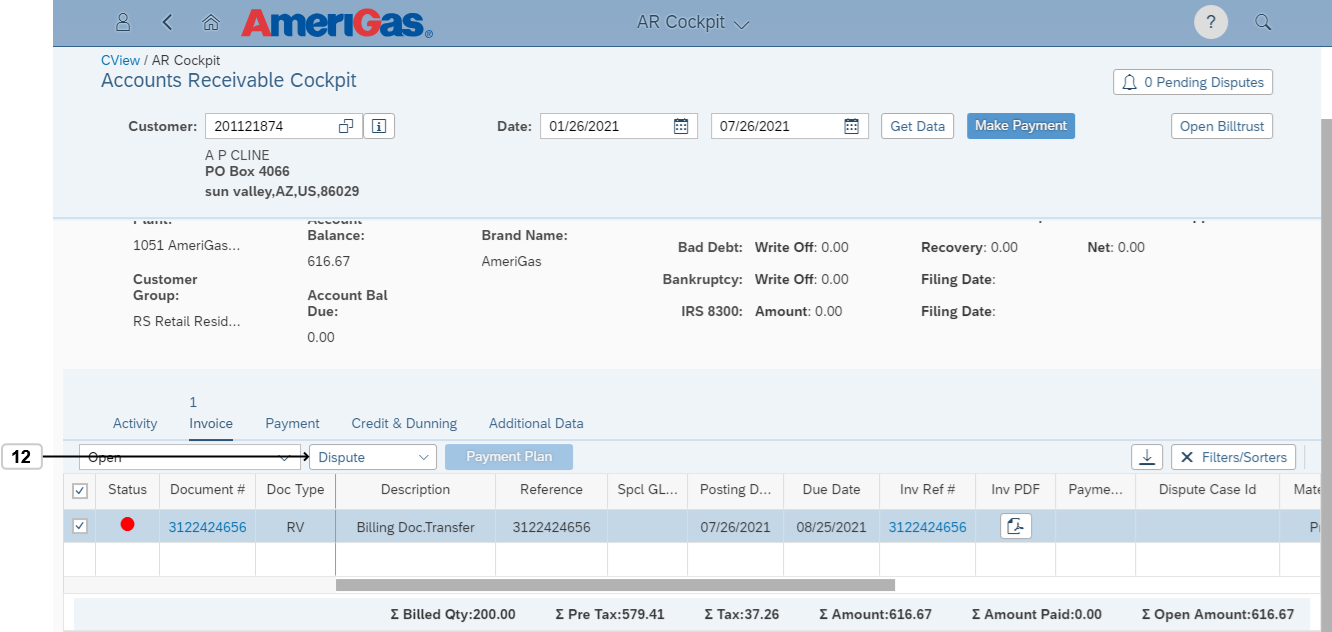 AmeriGas
AR Cockpit
?
CView / AR Cockpit
Accounts Receivable Cockpit
0 Pending Disputes
Customer: 201121874
Date: 01/26/2021 07/26/2021 Get Data Make Payment Open Billtrust
A P CLINE
PO Box 4066
sun valley,AZ,US,86029
Plant:
1051 AmeriGas...
Customer
Group:
RS Retail Resid...
Account
Balance:
616.67
Account Bal
Due:
0.00
Brand Name:
AmeriGas
Bad Debt: Write Off: 0.00 Recovery: 0.00 Net: 0.00
Bankruptcy: Write Off: 0.00 Filing Date:
IRS 8300: Amount: 0.00 Filing Date:
1
Activity Invoice Payment Credit & Dunning Additional Data
12 Open Dispute Payment Plan Filters/Sorters
Status Document # Doc Type Description Reference Spcl GL... Posting D... Due Date Inv Ref # Inv PDF Payme... Dispute Case Id Mate
3122424656 RV Billing Doc.Transfer 3122424656 07/26/2021 08/25/2021 3122424656
Σ Billed Qty:200.00 Σ Pre Tax:579.41 Σ Tax:37.26 Σ Amount:616.67 Σ Amount Paid:0.00 Σ Open Amount:616.67